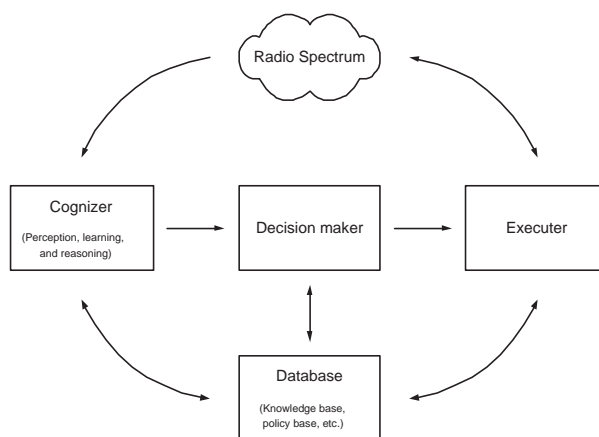 Radio Spectrum
Cognizer
(Perception, learning,
and reasoning)
Decision maker
Executer
Database
(Knowledge base,
policy base, etc.)